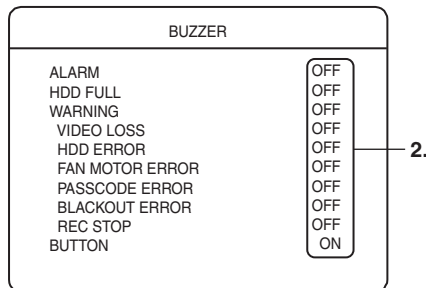 BUZZER
ALARM OFF
HDD FULL OFF
WARNING OFF
VIDEO LOSS OFF
HDD ERROR OFF
FAN MOTOR ERROR OFF
PASSCODE ERROR OFF
BLACKOUT ERROR OFF
REC STOP OFF
BUTTON ON
2.